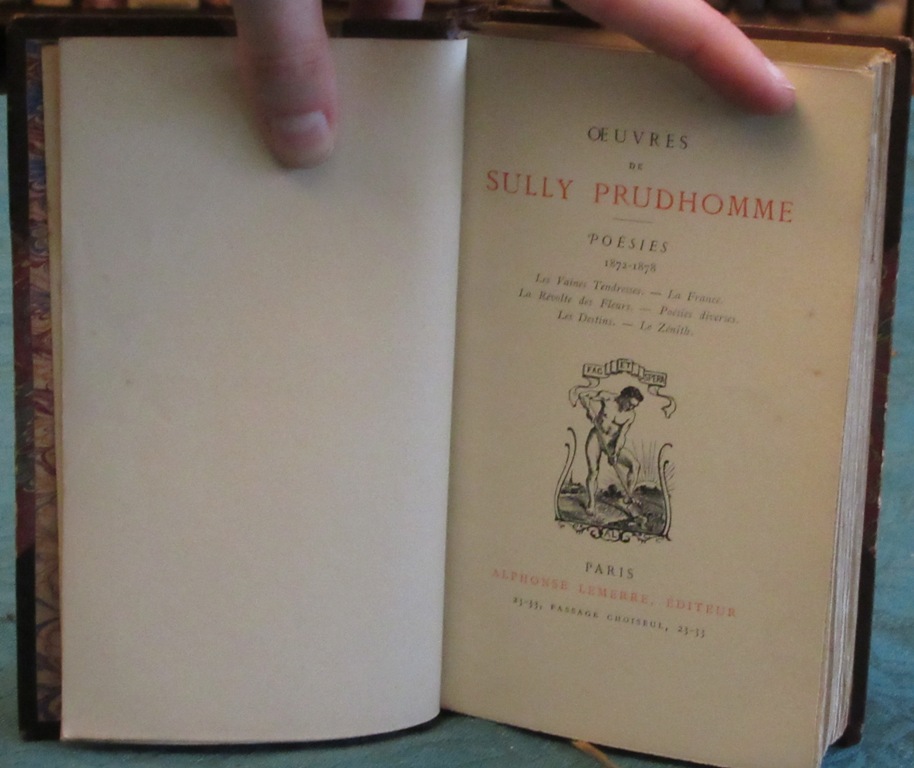 ŒUVRES
DE
SULLY PRUDHOMME
POÉSIES
1872-1878
Les Vaines Tendresses. — La France.
La Révolte des Fleurs. — Poésies diverses.
Les Destins. — Le Zénith.
FAC ET SPERA
AL
PARIS
ALPHONSE LEMERRE, ÉDITEUR
23-33, PASSAGE CHOISEUL, 23-33